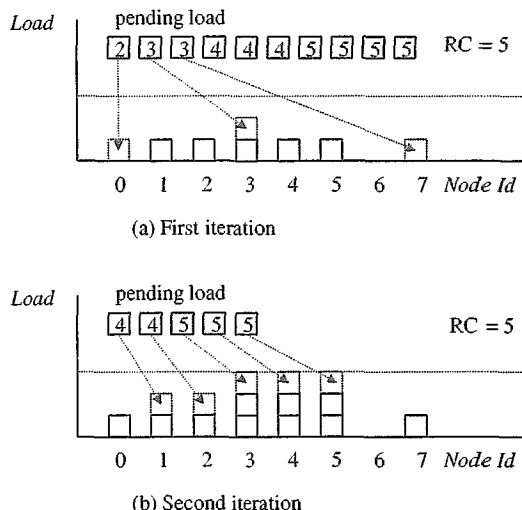 Load
pending load
2 3 3 4 4 4 5 5 5 5
RC = 5
0 1 2 3 4 5 6 7 Node Id
(a) First iteration
Load
pending load
4 4 5 5 5
RC = 5
0 1 2 3 4 5 6 7 Node Id
(b) Second iteration